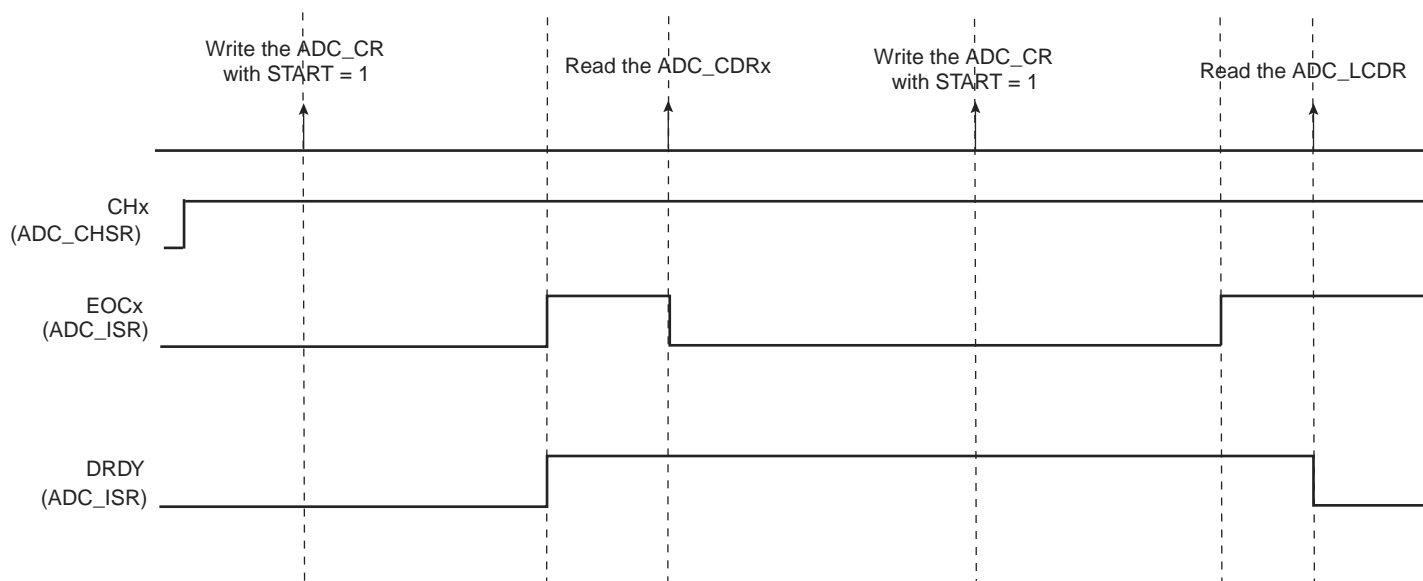 Write the ADC_CR
with START = 1
Read the ADC_CDRx
Write the ADC_CR
with START = 1
Read the ADC_LCDR
CHx
(ADC_CHSR)
EOCx
(ADC_ISR)
DRDY
(ADC_ISR)